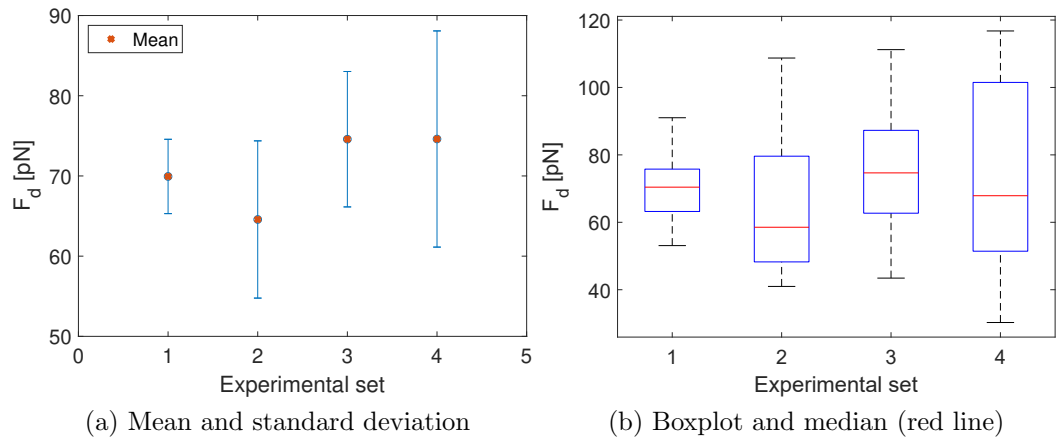 90
80
70
60
50
Mean
F_d [pN]
0 1 2 3 4 5
Experimental set
(a) Mean and standard deviation
120
100
80
60
40
F_d [pN]
1 2 3 4
Experimental set
(b) Boxplot and median (red line)